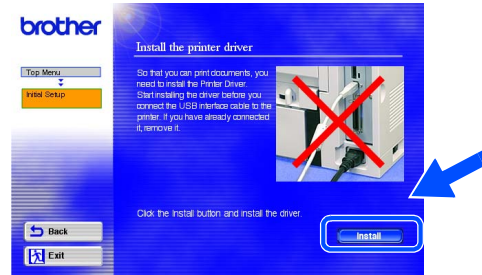 brother
Install the printer driver
Top Menu
Initial Setup
So that you can print documents, you
need to install the Printer Driver.
Start installing the driver before you
connect the USB interface cable to the
printer. If you have already connected
it, remove it.
Click the Install button and install the driver.
Install
Back
Exit